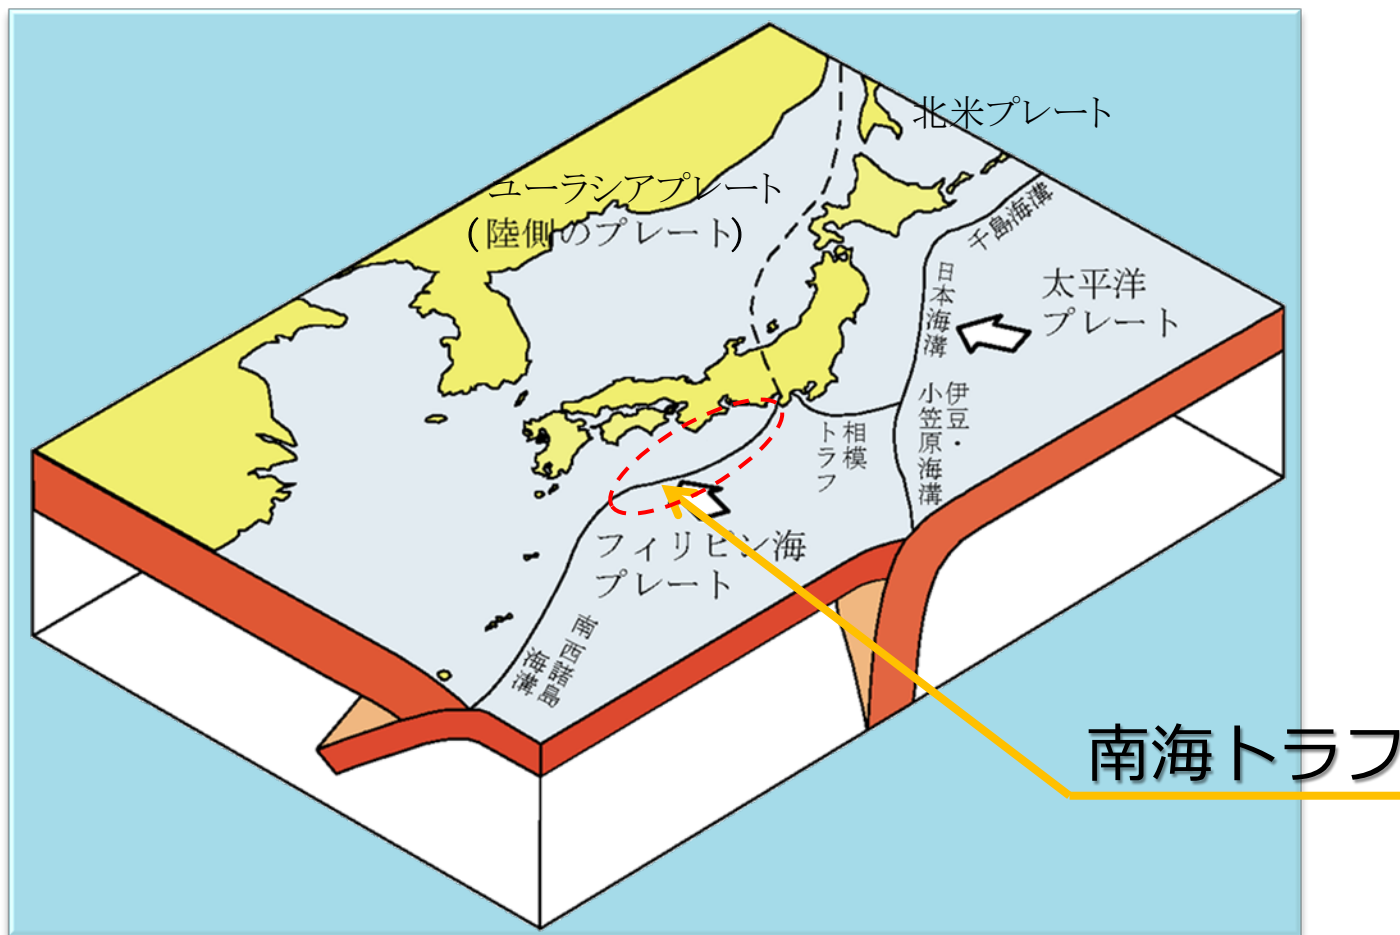 北米プレート
ユーラシアプレート
(陸側のプレート)
千島海溝
日本海溝
太平洋
プレート
伊豆・
小笠原海溝
相模
トラフ
フィリピン海
プレート
南西諸島
海溝
南海トラフ